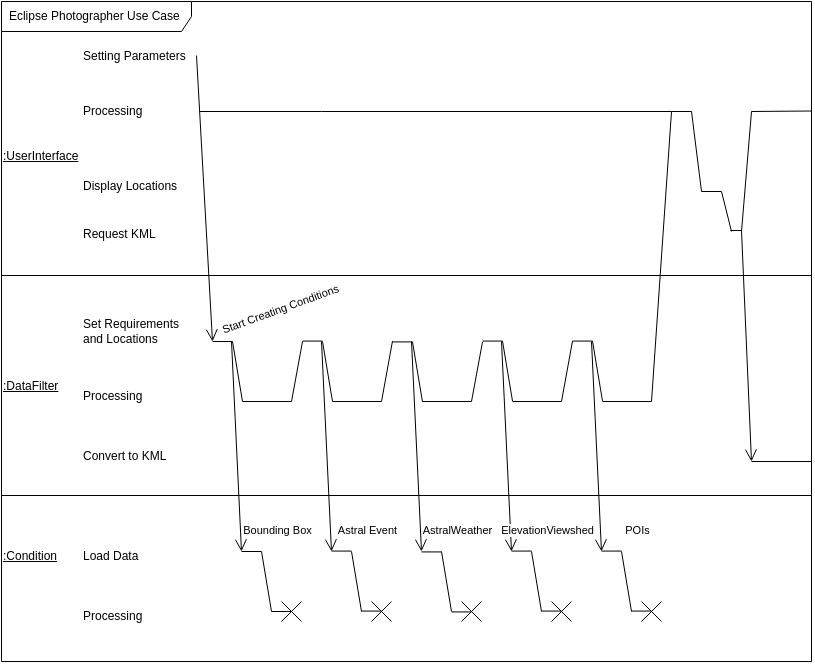 Eclipse Photographer Use Case
Setting Parameters
Processing
:UserInterface
Display Locations
Request KML
Start Creating Conditions
Set Requirements
and Locations
:DataFilter
Processing
Convert to KML
Bounding Box
Astral Event
AstralWeather
ElevationViewshed
POIs
:Condition
Load Data
Processing